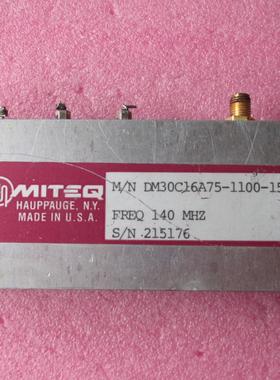 MITEQ
HAUPPAUGE, N.Y.
MADE IN U.S.A.
M/N DM30C16A75-1100-15
FREQ 140 MHZ
S/N 215176